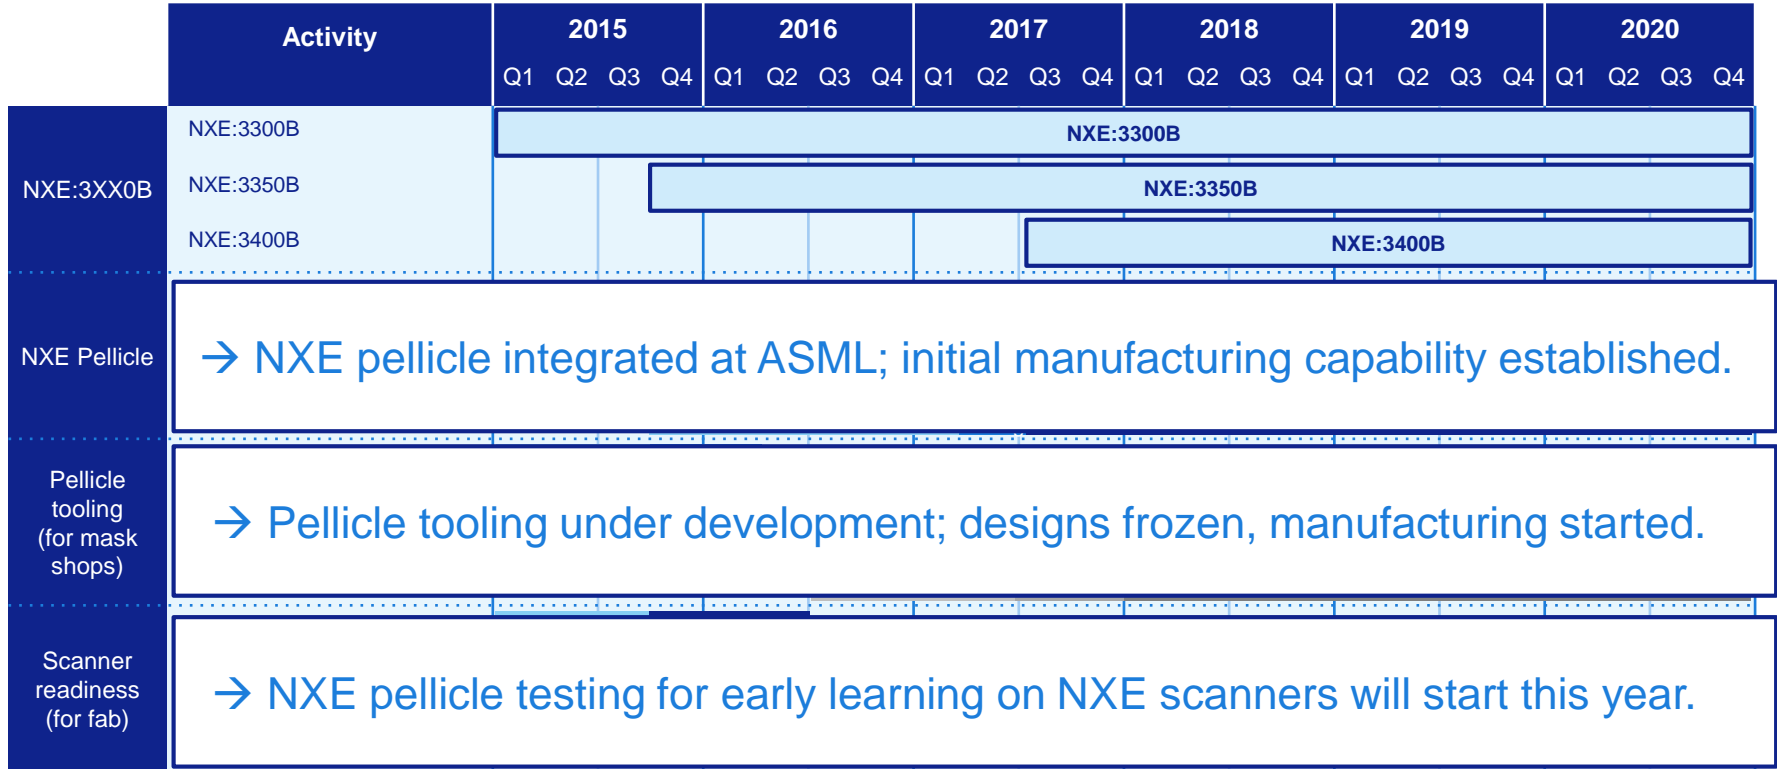 Activity 2015 2016 2017 2018 2019 2020
Q1 Q2 Q3 Q4 Q1 Q2 Q3 Q4 Q1 Q2 Q3 Q4 Q1 Q2 Q3 Q4 Q1 Q2 Q3 Q4 Q1 Q2 Q3 Q4
NXE:3XX0B
NXE:3300B NXE:3300B
NXE:3350B NXE:3350B
NXE:3400B NXE:3400B
NXE Pellicle
→ NXE pellicle integrated at ASML; initial manufacturing capability established.
Pellicle
tooling
(for mask
shops)
→ Pellicle tooling under development; designs frozen, manufacturing started.
Scanner
readiness
(for fab)
→ NXE pellicle testing for early learning on NXE scanners will start this year.